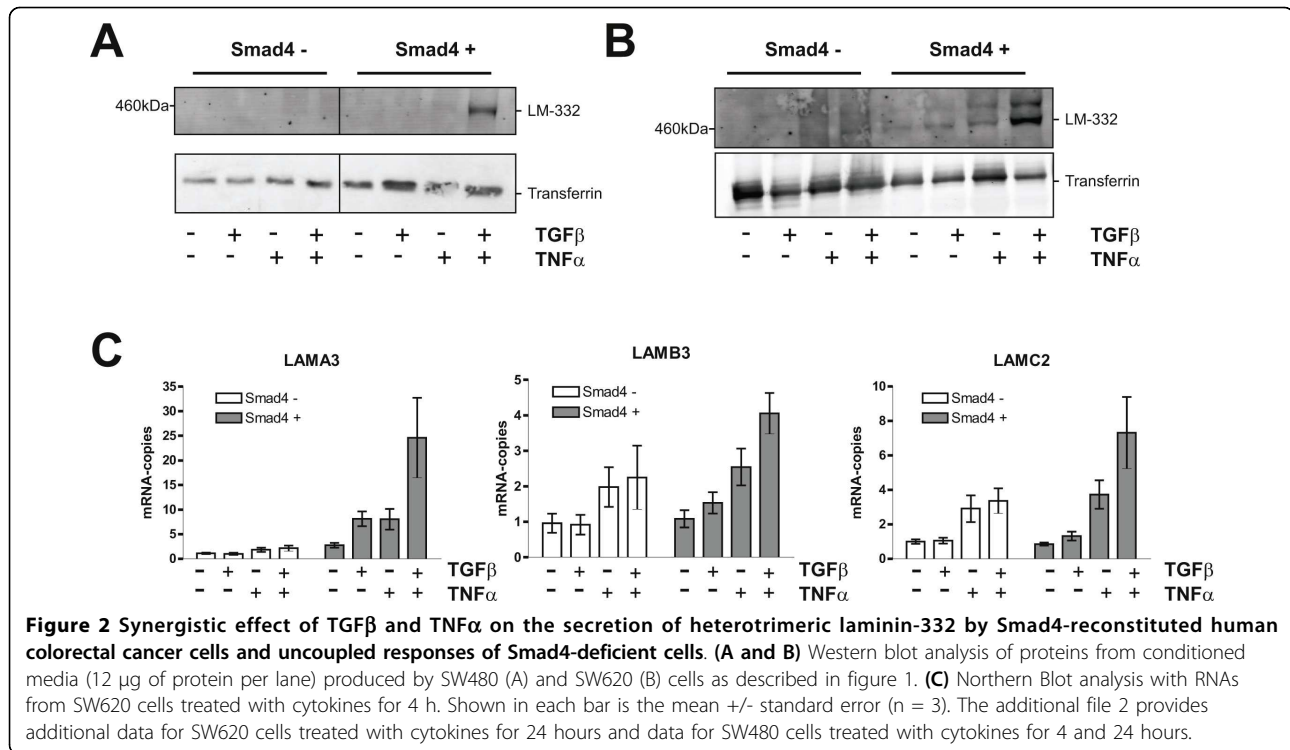 A
Smad4 -
Smad4 +
460kDa
LM-332
Transferrin
- + - + - + - + TGFβ
- - + + - - + + TNFα
B
Smad4 -
Smad4 +
460kDa
LM-332
Transferrin
- + - + - + - + TGFβ
- - + + - - + + TNFα
C
LAMA3
mRNA-copies
35
30
25
20
15
10
5
0
Smad4 -
Smad4 +
- + - + - + - +
- - + + - - + +
LAMB3
mRNA-copies
5
4
3
2
1
0
Smad4 -
Smad4 +
- + - + - + - + TGFβ
- - + + - - + + TNFα
LAMC2
mRNA-copies
10
8
6
4
2
0
Smad4 -
Smad4 +
- + - + - + - + TGFβ
- - + + - - + + TNFα
Figure 2 Synergistic effect of TGFβ and TNFα on the secretion of heterotrimeric laminin-332 by Smad4-reconstituted human
colorectal cancer cells and uncoupled responses of Smad4-deficient cells. (A and B) Western blot analysis of proteins from conditioned
media (12 μg of protein per lane) produced by SW480 (A) and SW620 (B) cells as described in figure 1. (C) Northern Blot analysis with RNAs
from SW620 cells treated with cytokines for 4 h. Shown in each bar is the mean +/- standard error (n = 3). The additional file 2 provides
additional data for SW620 cells treated with cytokines for 24 hours and data for SW480 cells treated with cytokines for 4 and 24 hours.